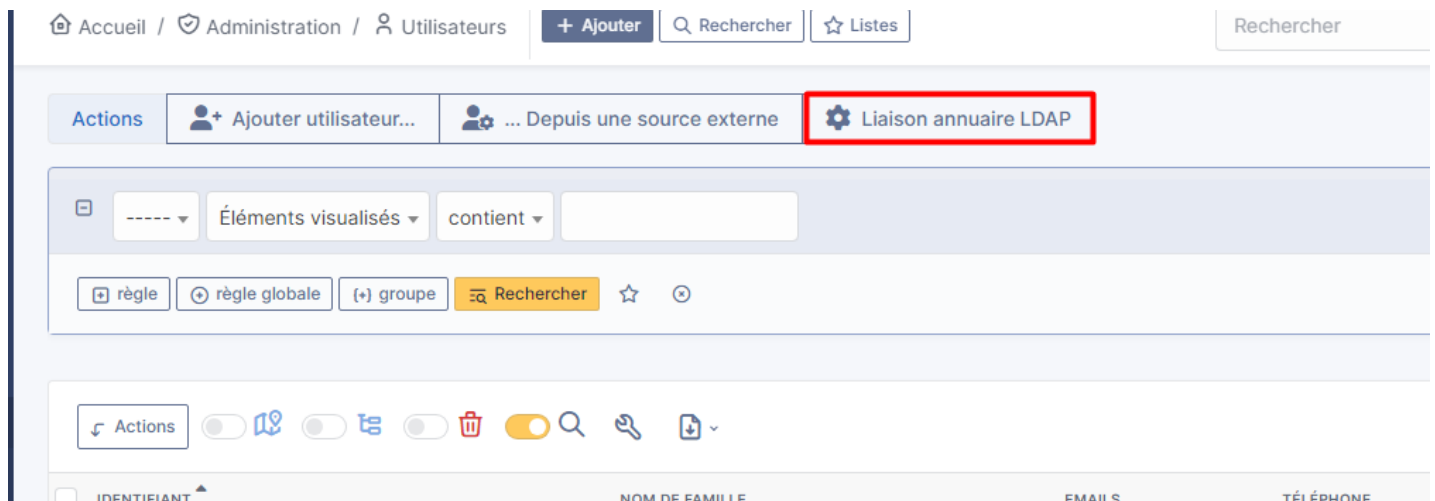 Accueil / Administration / Utilisateurs + Ajouter Rechercher Listes Rechercher
Actions Ajouter utilisateur... ... Depuis une source externe Liaison annuaire LDAP
----- Éléments visualisés contient
règle règle globale (+) groupe Rechercher
Actions
IDENTIFIANT NOM DE FAMILLE EMAILS TÉLÉPHONE